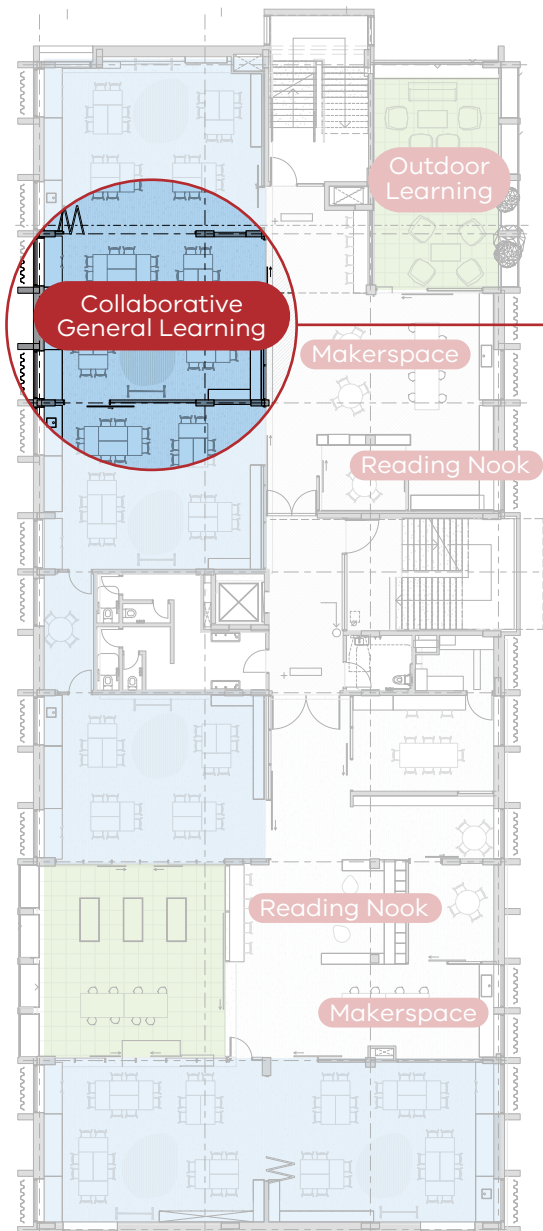 Outdoor
Learning
Collaborative
General Learning
Makerspace
Reading Nook
Reading Nook
Makerspace